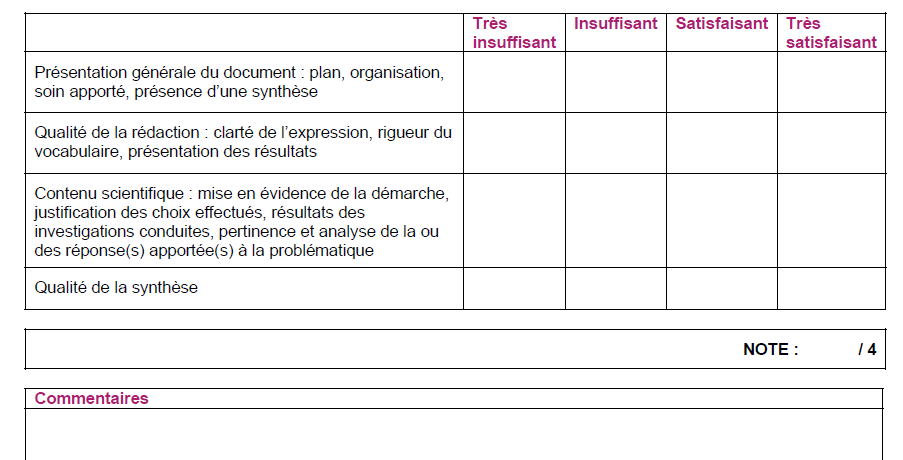 Très insuffisant
Insuffisant
Satisfaisant
Très satisfaisant
Présentation générale du document : plan, organisation,
soin apporté, présence d’une synthèse
Qualité de la rédaction : clarté de l’expression, rigueur du
vocabulaire, présentation des résultats
Contenu scientifique : mise en évidence de la démarche,
justification des choix effectués, résultats des
investigations conduites, pertinence et analyse de la ou
des réponse(s) apportée(s) à la problématique
Qualité de la synthèse
NOTE : / 4
Commentaires